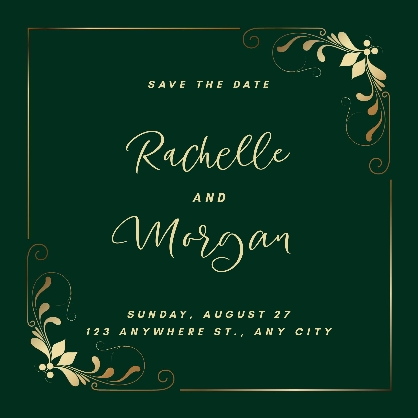 SAVE THE DATE
Rachelle
AND
Morgan
SUNDAY, AUGUST 27
123 ANYWHERE ST., ANY CITY